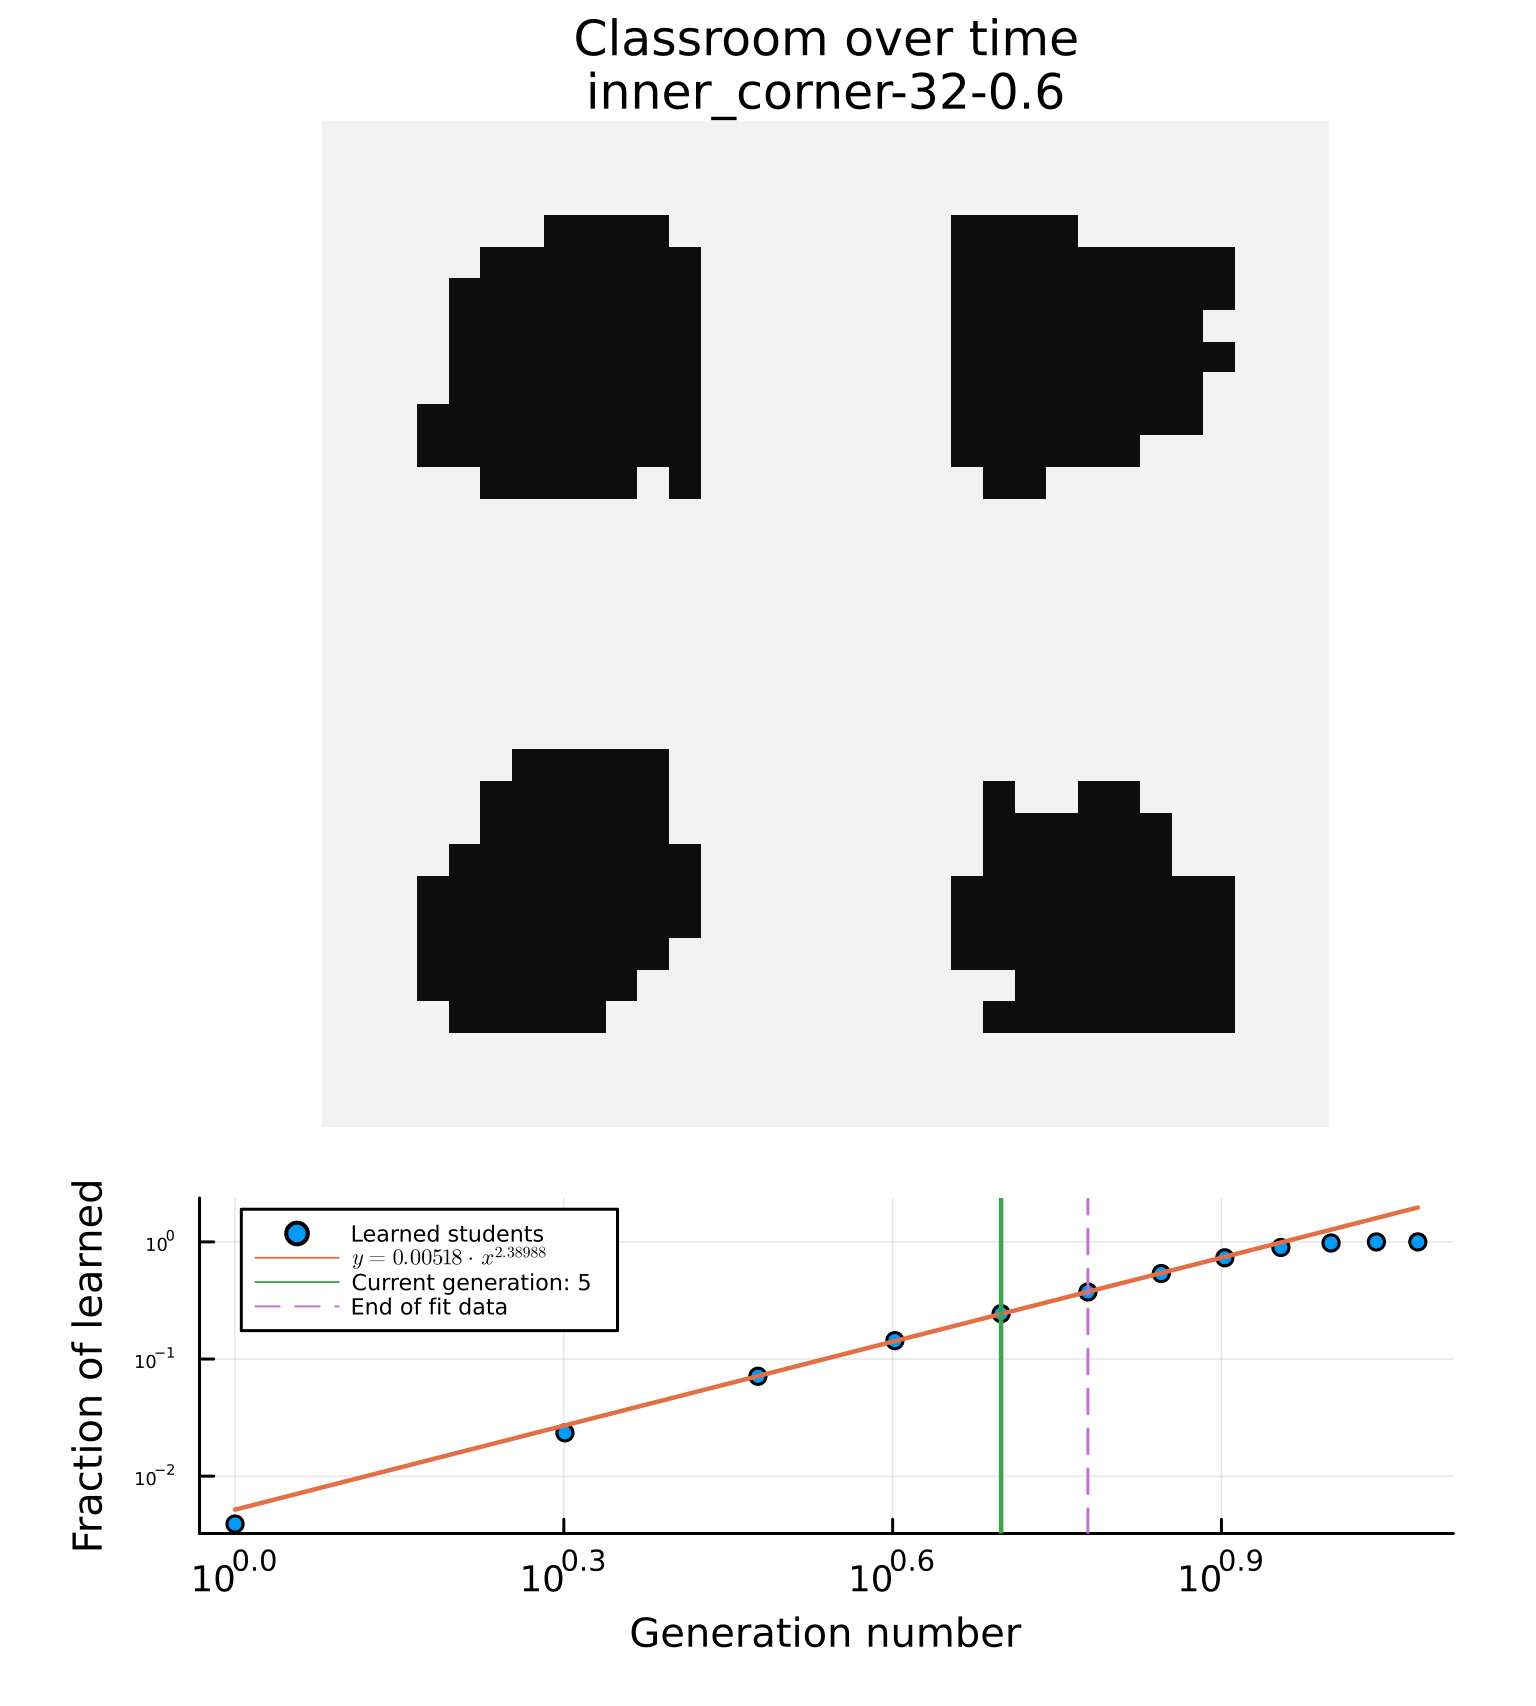 Classroom over time
inner_corner-32-0.6
Fraction of learned
10⁰
10⁻¹
10⁻²
Learned students
y = 0.00518 · x^2.38988
Current generation: 5
End of fit data
10^0.0 10^0.3 10^0.6 10^0.9
Generation number